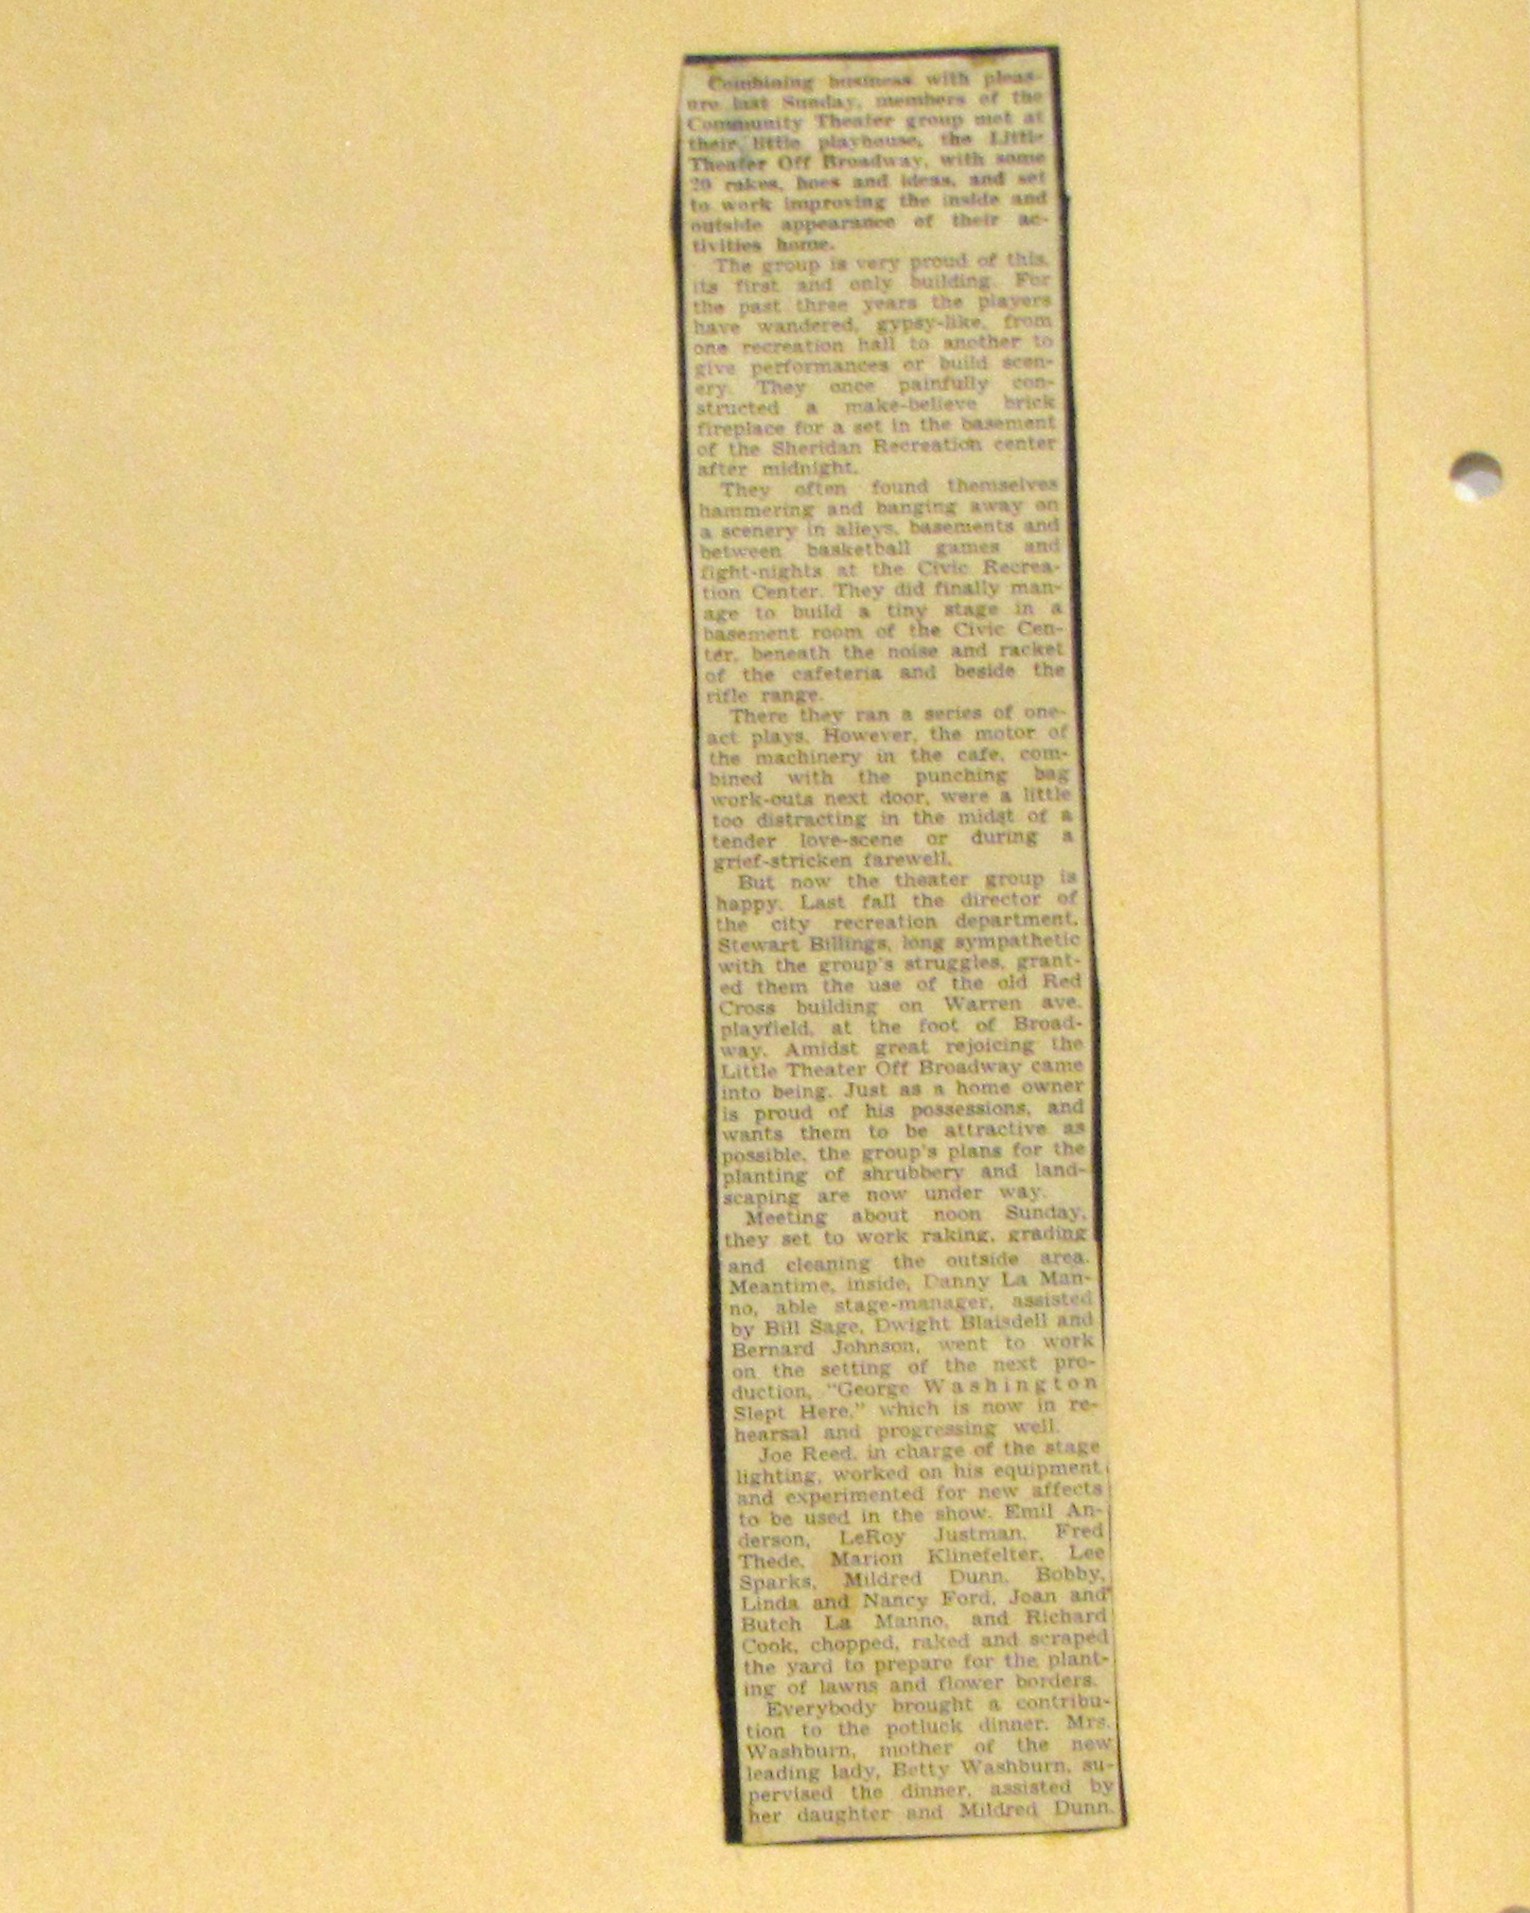 Combining business with pleas-
ure last Sunday, members of the
Community Theater group met at
their little playhouse, the Little
Theater Off Broadway, with some
20 rakes, hoes and ideas, and set
to work improving the inside and
outside appearance of their ac-
tivities home.
The group is very proud of this,
its first and only building. For
the past three years the players
have wandered, gypsy-like, from
one recreation hall to another to
give performances or build scen-
ery. They once painfully con-
structed a make-believe brick
fireplace for a set in the basement
of the Sheridan Recreation center
after midnight.
They often found themselves
hammering and banging away on
a scenery in alleys, basements and
between basketball games and
fight-nights at the Civic Recrea-
tion Center. They did finally man-
age to build a tiny stage in a
basement room of the Civic Cen-
ter, beneath the noise and racket
of the cafeteria and beside the
rifle range.
There they ran a series of one-
act plays. However, the motor of
the machinery in the cafe, com-
bined with the punching bag
work-outs next door, were a little
too distracting in the midst of a
tender love-scene or during a
grief-stricken farewell.
But now the theater group is
happy. Last fall the director of
the city recreation department,
Stewart Billings, long sympathetic
with the group's struggles, grant-
ed them the use of the old Red
Cross building on Warren ave.
playfield, at the foot of Broad-
way. Amidst great rejoicing the
Little Theater Off Broadway came
into being. Just as a home owner
is proud of his possessions, and
wants them to be attractive as
possible, the group's plans for the
planting of shrubbery and land-
scaping are now under way.
Meeting about noon Sunday,
they set to work raking, grading
and cleaning the outside area.
Meantime, inside, Danny La Man-
no, able stage-manager, assisted
by Bill Sage, Dwight Blaisdell and
Bernard Johnson, went to work
on the setting of the next pro-
duction, "George Washington
Slept Here," which is now in re-
hearsal and progressing well.
Joe Reed, in charge of the stage
lighting, worked on his equipment
and experimented for new affects
to be used in the show. Emil An-
derson, LeRoy Justman, Fred
Thede, Marion Klinefelter, Lee
Sparks, Mildred Dunn, Bobby,
Linda and Nancy Ford, Joan and
Butch La Manno, and Richard
Cook, chopped, raked and scraped
the yard to prepare for the plant-
ing of lawns and flower borders.
Everybody brought a contribu-
tion to the potluck dinner. Mrs.
Washburn, mother of the new
leading lady, Betty Washburn, su-
pervised the dinner, assisted by
her daughter and Mildred Dunn.